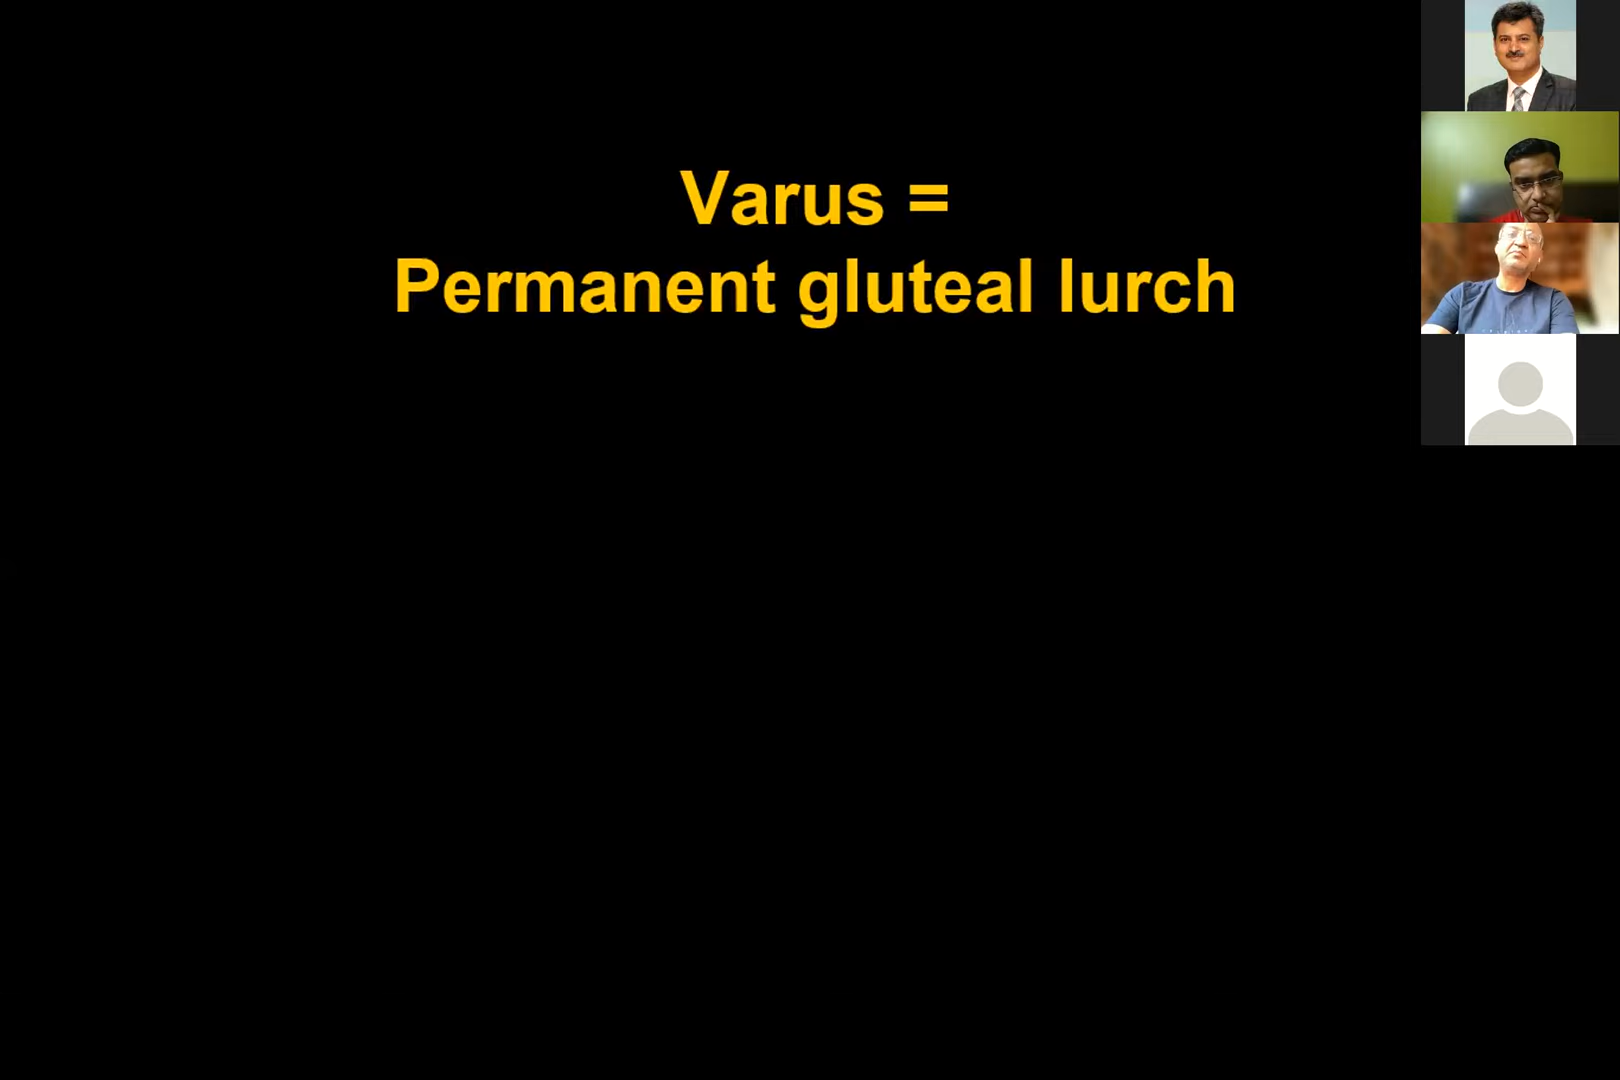 Varus =
Permanent gluteal lurch